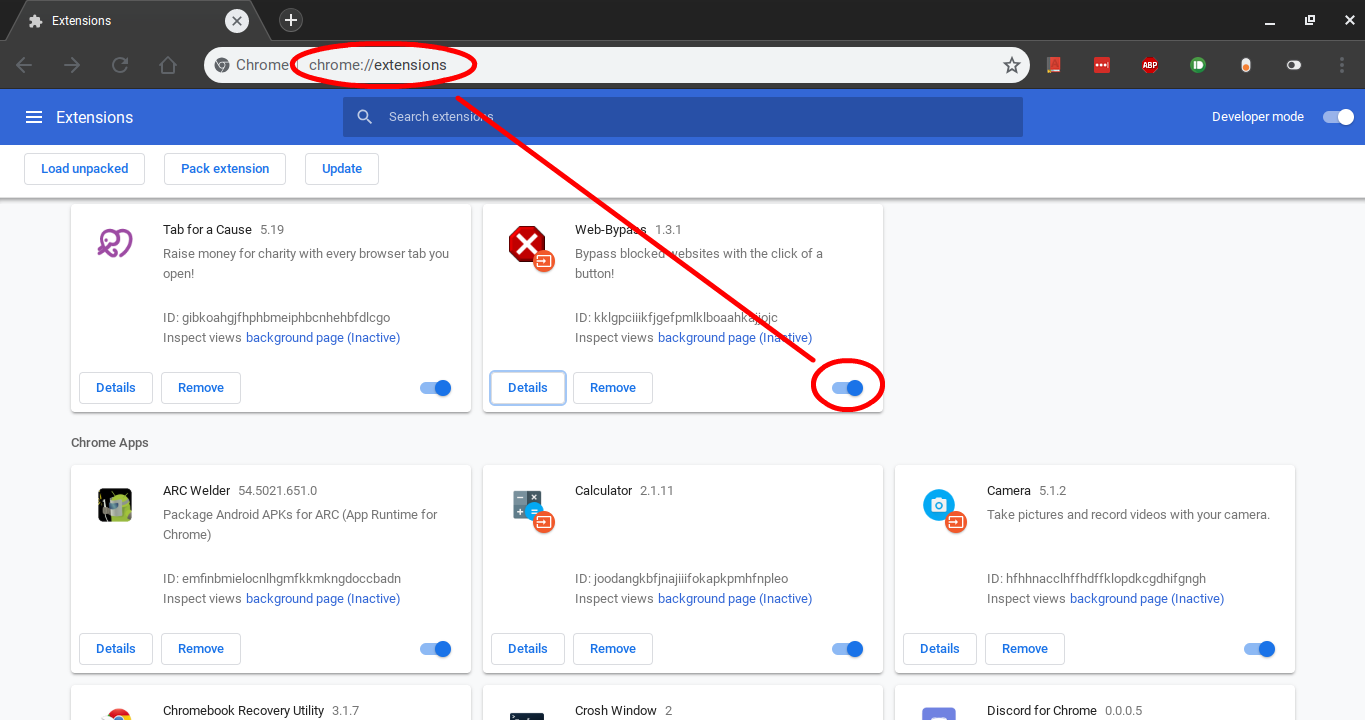 Extensions
Chrome chrome://extensions
ABP
Extensions
Search extensions
Developer mode
Load unpacked
Pack extension
Update
Tab for a Cause 5.19
Raise money for charity with every browser tab you
open!
ID: gibkoahgjfhphbmeiphbcnhehbfdlcgo
Inspect views background page (Inactive)
Details
Remove
Web-Bypass 1.3.1
Bypass blocked websites with the click of a
button!
ID: kklgpciiikfjgefpmlklboaahkajjojc
Inspect views background page (Inactive)
Details
Remove
Chrome Apps
ARC Welder 54.5021.651.0
Package Android APKs for ARC (App Runtime for
Chrome)
ID: emfinbmielocnlhgmfkkmkngdoccbadn
Inspect views background page (Inactive)
Details
Remove
Calculator 2.1.11
ID: joodangkbfjnajiiifokapkpmhfnpleo
Inspect views background page (Inactive)
Details
Remove
Camera 5.1.2
Take pictures and record videos with your camera.
ID: hfhhnacclhffhdffklopdkcgdhifgngh
Inspect views background page (Inactive)
Details
Remove
Chromebook Recovery Utility 3.1.7
Crosh Window 2
Discord for Chrome 0.0.0.5